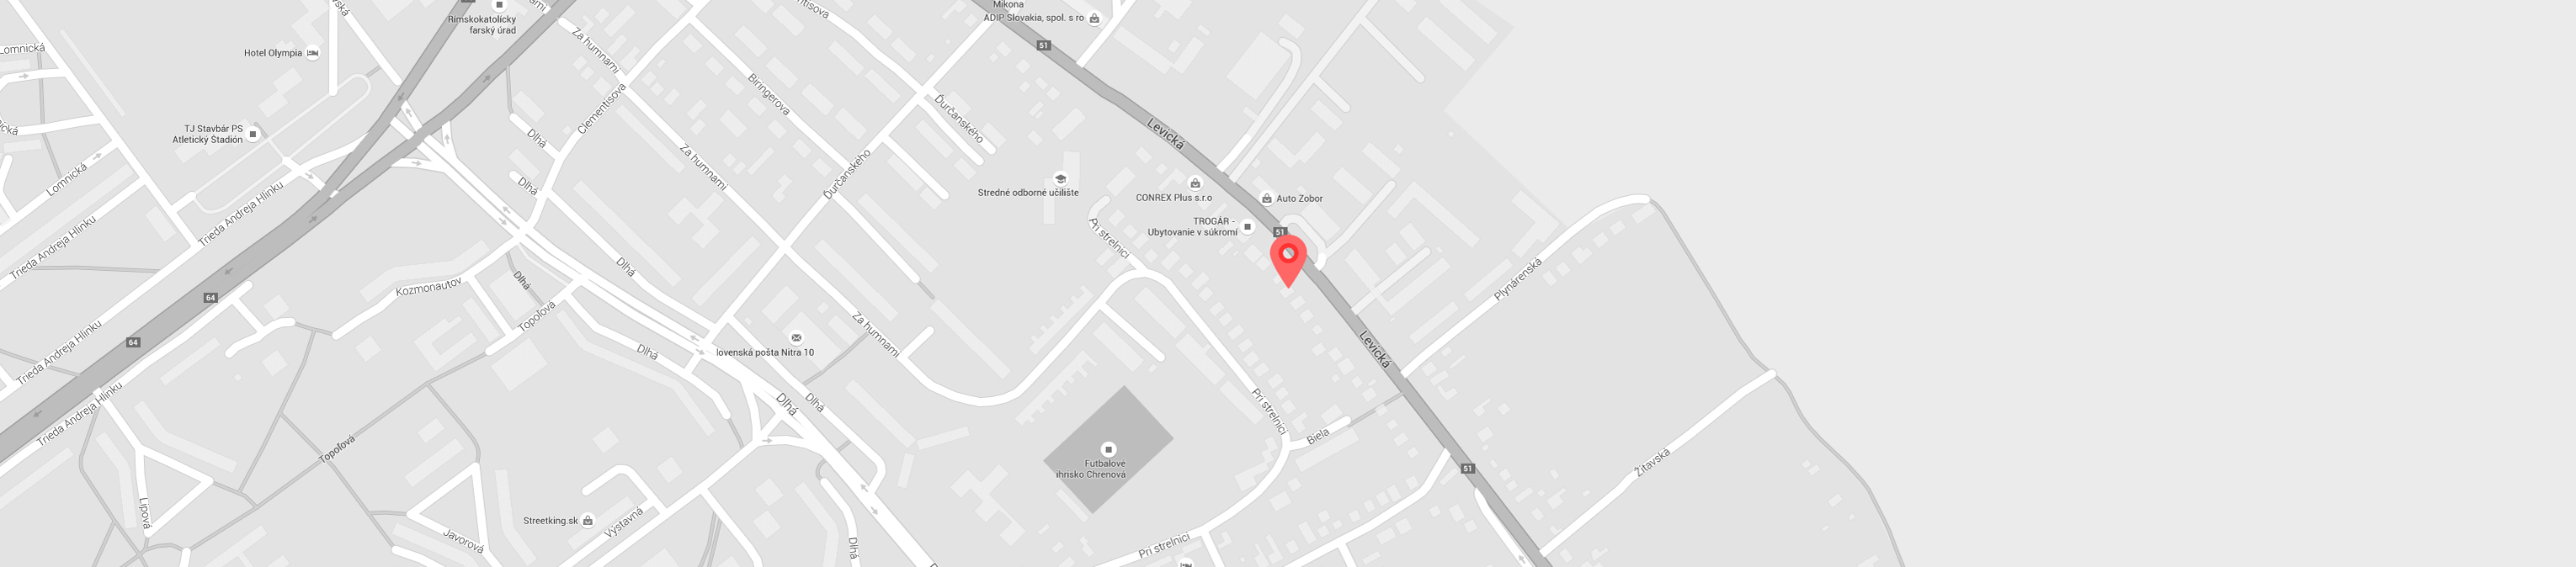 Mikona
ADIP Slovakia, spol. s ro
Rímskokatolícky
farský úrad
51
Hotel Olympia
Lomnická
Za humnami
Biringerova
Clementisova
Ďurčanského
Levická
TJ Stavbár PS
Atletický Štadión
Dlhá
Za humnami
Lomnická
Dlhá
Ďurčanského
Stredné odborné učilište
CONREX Plus s.r.o
Auto Zobor
Trieda Andreja Hlinku
TROGÁR -
Ubytovanie v súkromí
51
Pri strelnici
Trieda Andreja Hlinku
Dlhá
Dlhá
Kozmonautov
64
Plynárenská
Topoľová
Za humnami
64
Levická
Dlhá
lovenská pošta Nitra 10
Trieda Andreja Hlinku
Dlhá
Dlhá
Pri strelnici
Trieda Andreja Hlinku
Biela
Topoľová
Futbalové
ihrisko Chrenová
51
Žitavská
Lipová
Streetking.sk
Výstavná
Javorová
Dlhá
Pri strelnici